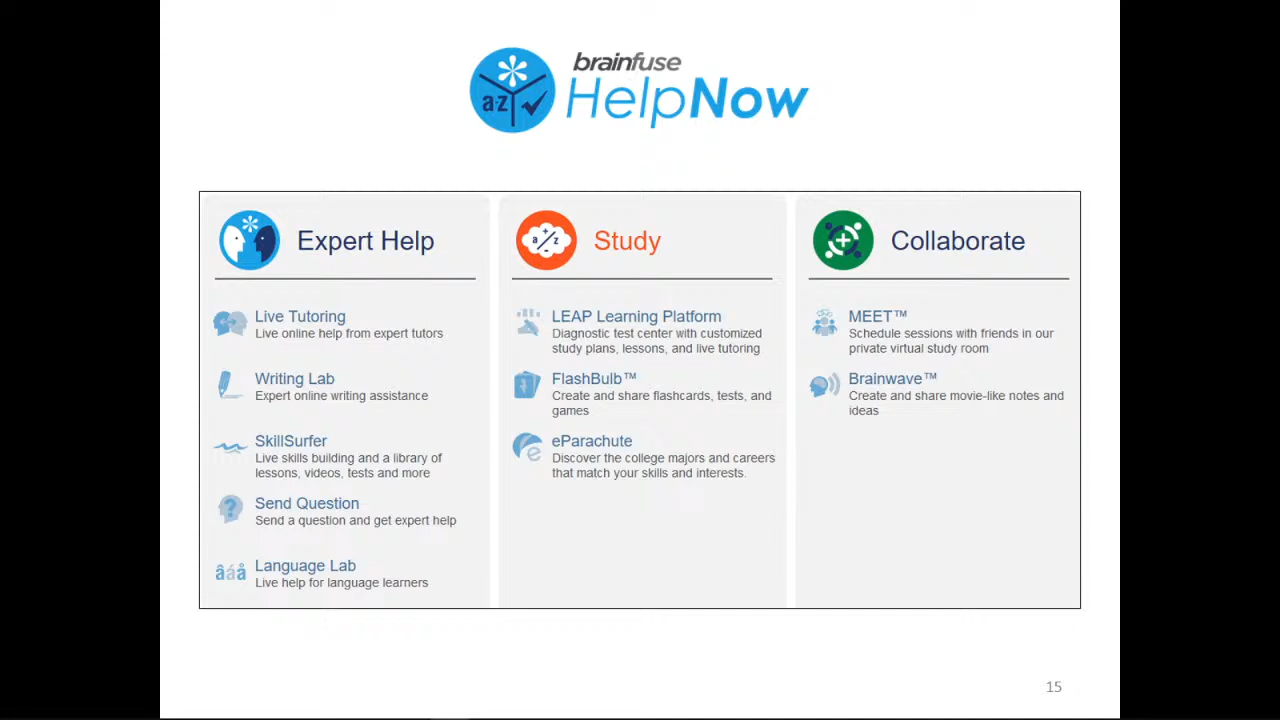 brainfuse
HelpNow
a-z
Expert Help
Live Tutoring
Live online help from expert tutors
Writing Lab
Expert online writing assistance
SkillSurfer
Live skills building and a library of
lessons, videos, tests and more
Send Question
Send a question and get expert help
âáå
Language Lab
Live help for language learners
a z
Study
LEAP Learning Platform
Diagnostic test center with customized
study plans, lessons, and live tutoring
FlashBulb™
Create and share flashcards, tests, and
games
eParachute
Discover the college majors and careers
that match your skills and interests.
Collaborate
MEET™
Schedule sessions with friends in our
private virtual study room
Brainwave™
Create and share movie-like notes and
ideas
15